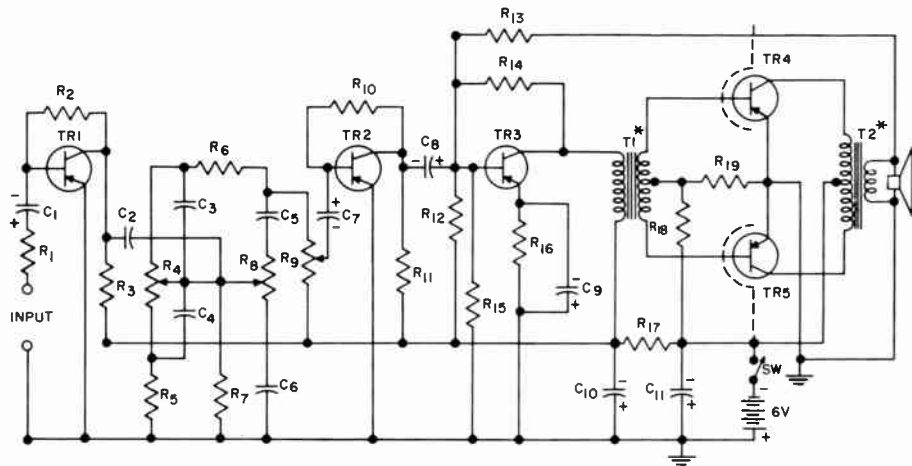 R13
R14
TR4
R2
R10
T2*
TR1
TR2
C8
TR3
T1*
R6
R19
- +
-
C1
+
C2
C3
C5
+
C7
-
R12
R18
R1
R16
R4
R8
R9
R3
R11
-
C9
+
R15
TR5
INPUT
C4
R17
SW
R5
R7
C6
C10
-
+
C11
-
+
-
6V
+